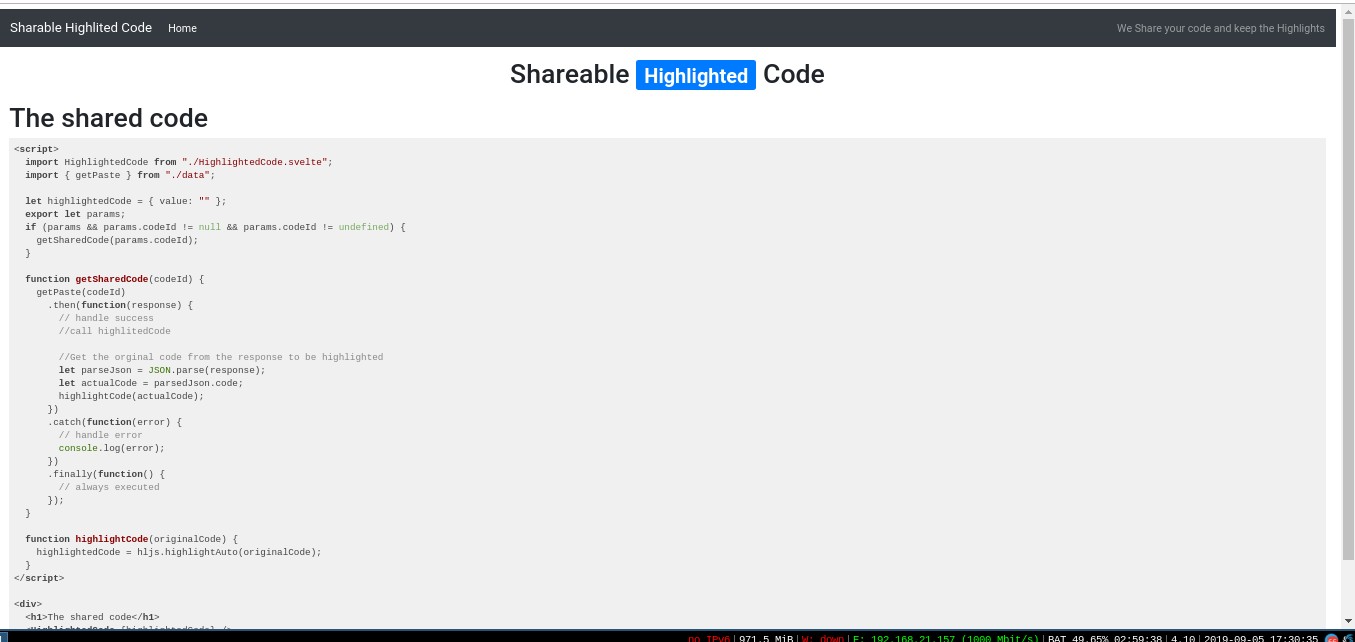 Sharable Highlited Code Home We Share your code and keep the Highlights
Shareable Highlighted Code
The shared code
<script>
  import HighlightedCode from "./HighlightedCode.svelte";
  import { getPaste } from "./data";

  let highlightedCode = { value: "" };
  export let params;
  if (params && params.codeId != null && params.codeId != undefined) {
    getSharedCode(params.codeId);
  }

  function getSharedCode(codeId) {
    getPaste(codeId)
      .then(function(response) {
        // handle success
        //call highlitedCode

        //Get the orginal code from the response to be highlighted
        let parseJson = JSON.parse(response);
        let actualCode = parsedJson.code;
        highlightCode(actualCode);
      })
      .catch(function(error) {
        // handle error
        console.log(error);
      })
      .finally(function() {
        // always executed
      });
  }

  function highlightCode(originalCode) {
    highlightedCode = hljs.highlightAuto(originalCode);
  }
</script>

<div>
  <h1>The shared code</h1>
  <HighlightedCode {highlightedCode} />
no IPv6 | 971.5 MiB | W: down | E: 192.168.21.157 (1000 Mbit/s) | BAT 49.65% 02:59:38 | 4.10 | 2019-09-05 17:30:35